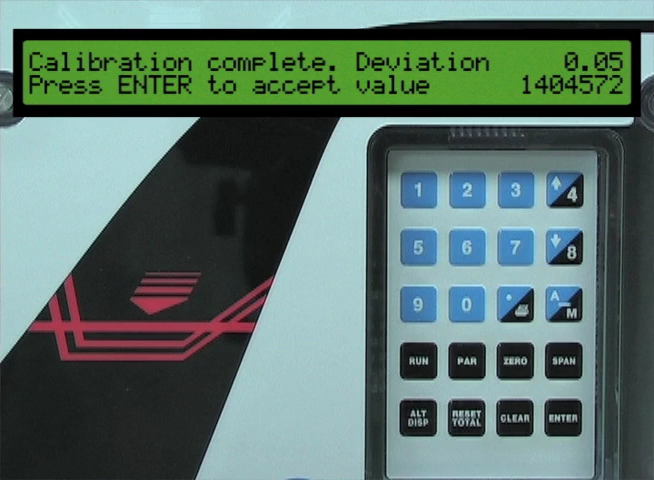 Calibration complete. Deviation 0.05
Press ENTER to accept value 1404572
1 2 3 4
5 6 7 8
9 0 . A M
RUN PAR ZERO SPAN
ALT DISP RESET TOTAL CLEAR ENTER